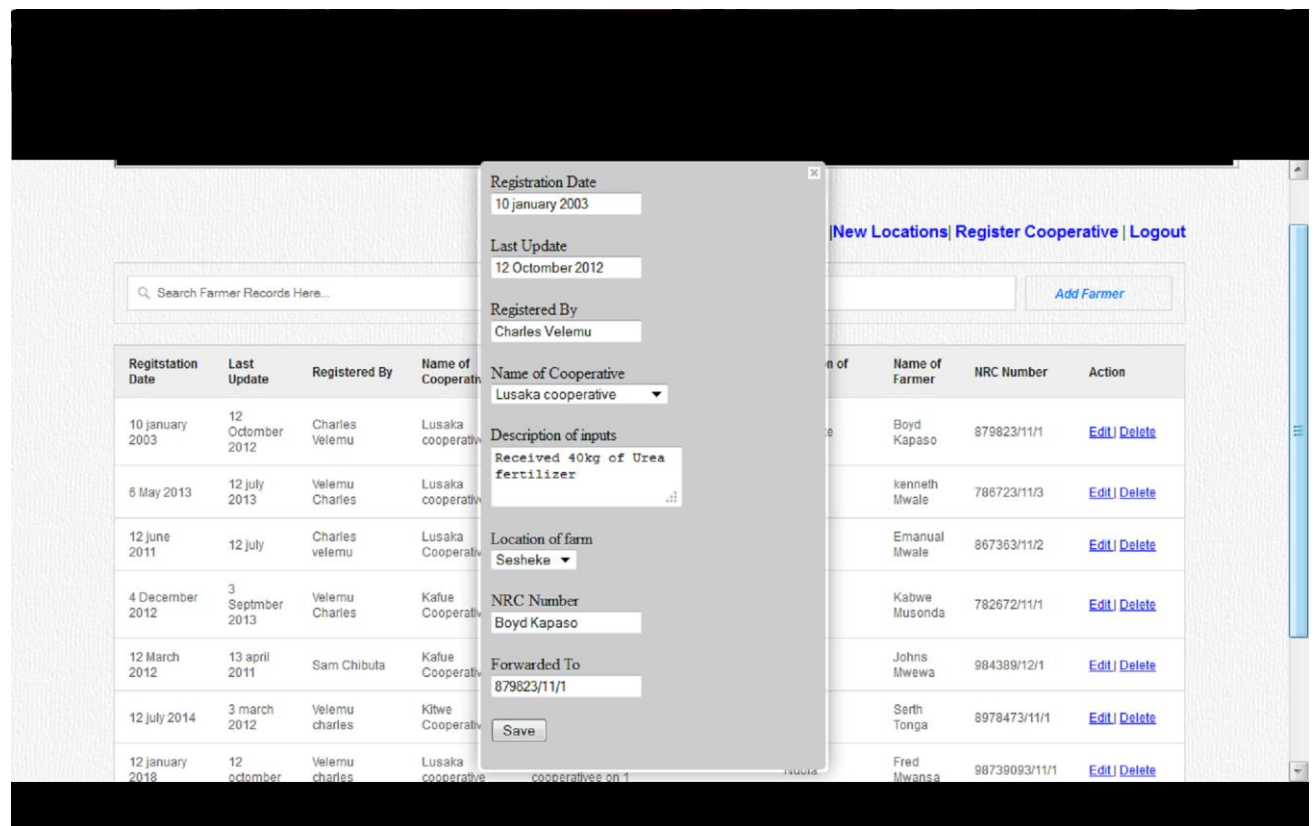 Registration Date
10 january 2003
|New Locations| Register Cooperative | Logout
Last Update
12 Octomber 2012
Search Farmer Records Here...
Add Farmer
Registered By
Charles Velemu
Regitstation Date
Last Update
Registered By
Name of
Name of Cooperative
Lusaka cooperative
n of
Name of Farmer
NRC Number
Action
10 january 2003
12 Octomber 2012
Charles Velemu
Lusaka
Boyd Kapaso
879823/11/1
Edit | Delete
Description of inputs
Received 40kg of Urea
fertilizer
6 May 2013
12 july 2013
Velemu Charles
Lusaka
kenneth Mwale
786723/11/3
Edit | Delete
12 june 2011
12 july
Charles velemu
Lusaka
Emanual Mwale
867363/11/2
Edit | Delete
Location of farm
Sesheke
4 December 2012
3 Septmber 2013
Velemu Charles
Kafue
Kabwe Musonda
782672/11/1
Edit | Delete
NRC Number
Boyd Kapaso
12 March 2012
13 april 2011
Sam Chibuta
Kafue
Johns Mwewa
984389/12/1
Edit | Delete
Forwarded To
879823/11/1
12 july 2014
3 march 2012
Velemu charles
Kitwe
Serth Tonga
8978473/11/1
Edit | Delete
Save
12 january 2018
12 octomber
Velemu charles
Lusaka cooperative
cooperativee on 1
Fred Mwansa
98739093/11/1
Edit | Delete